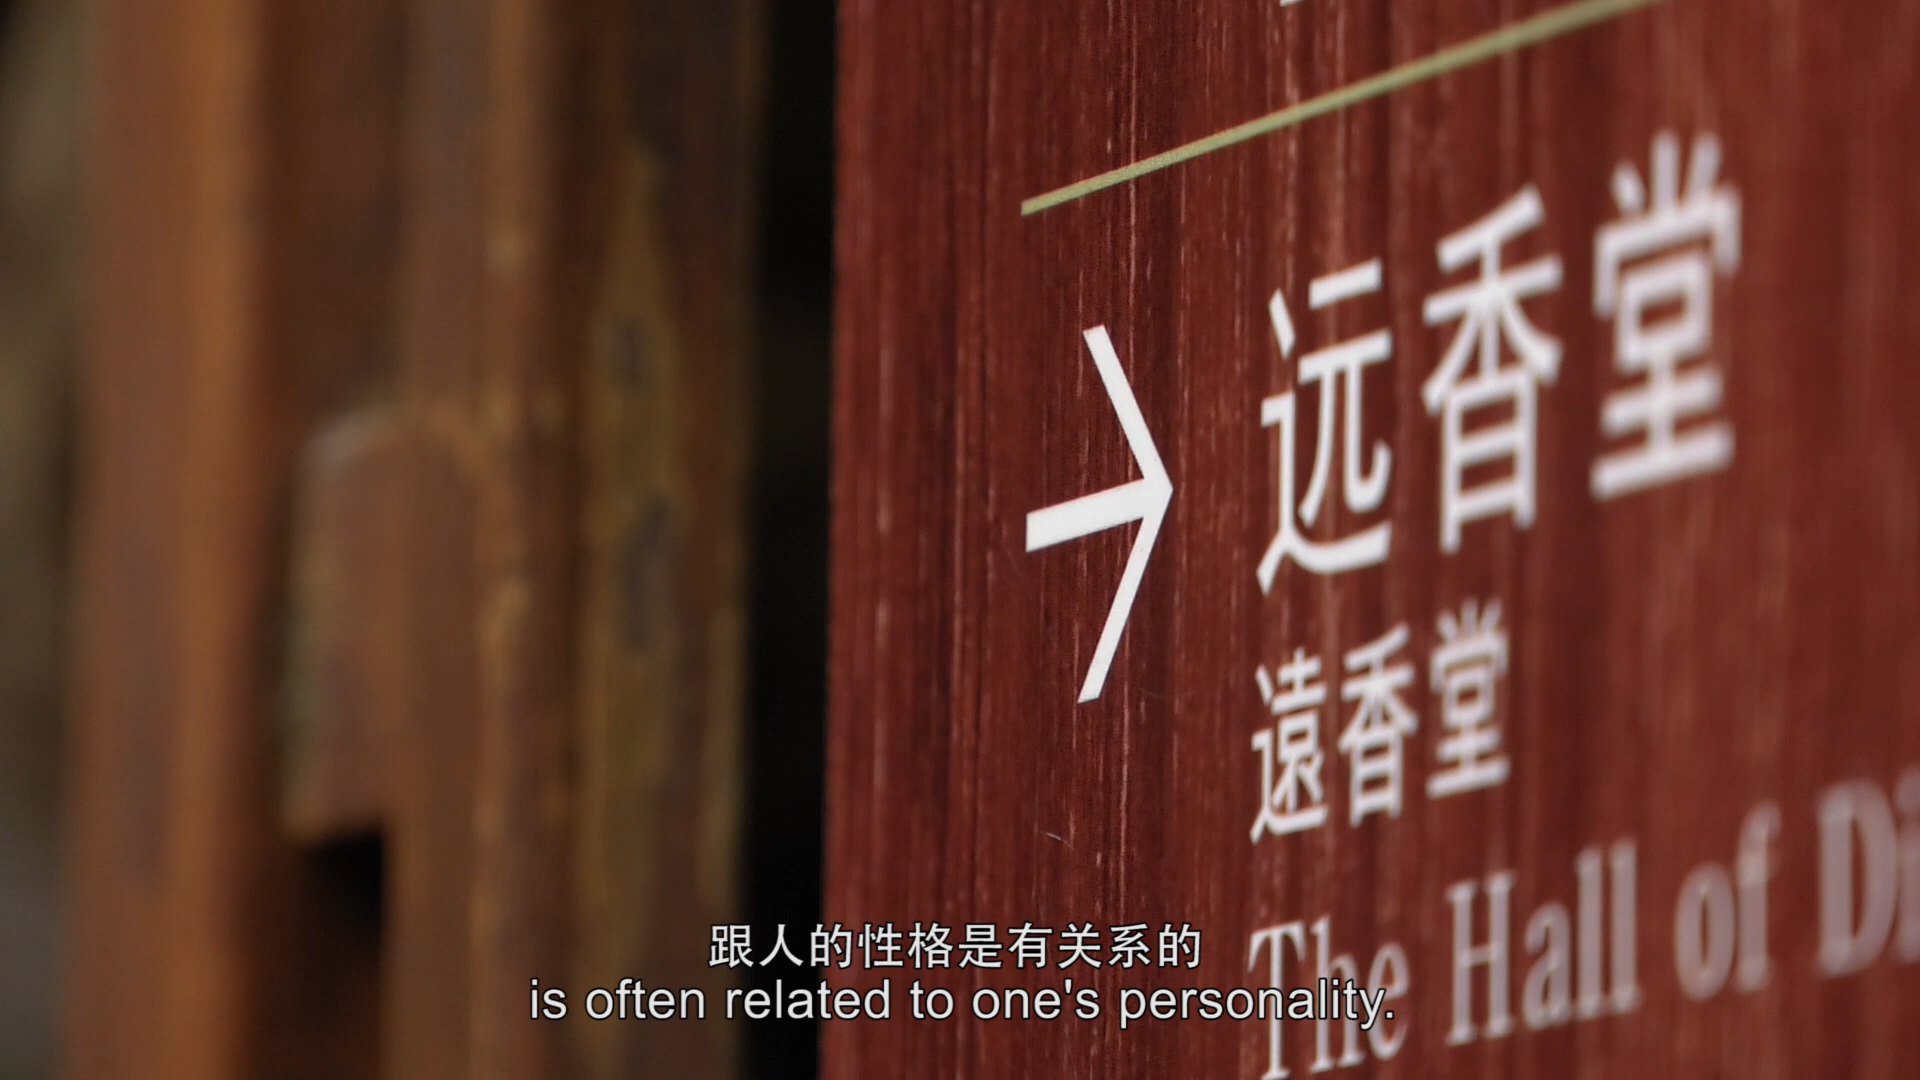 远香堂
遠香堂
The Hall of
跟人的性格是有关系的
is often related to one's personality.